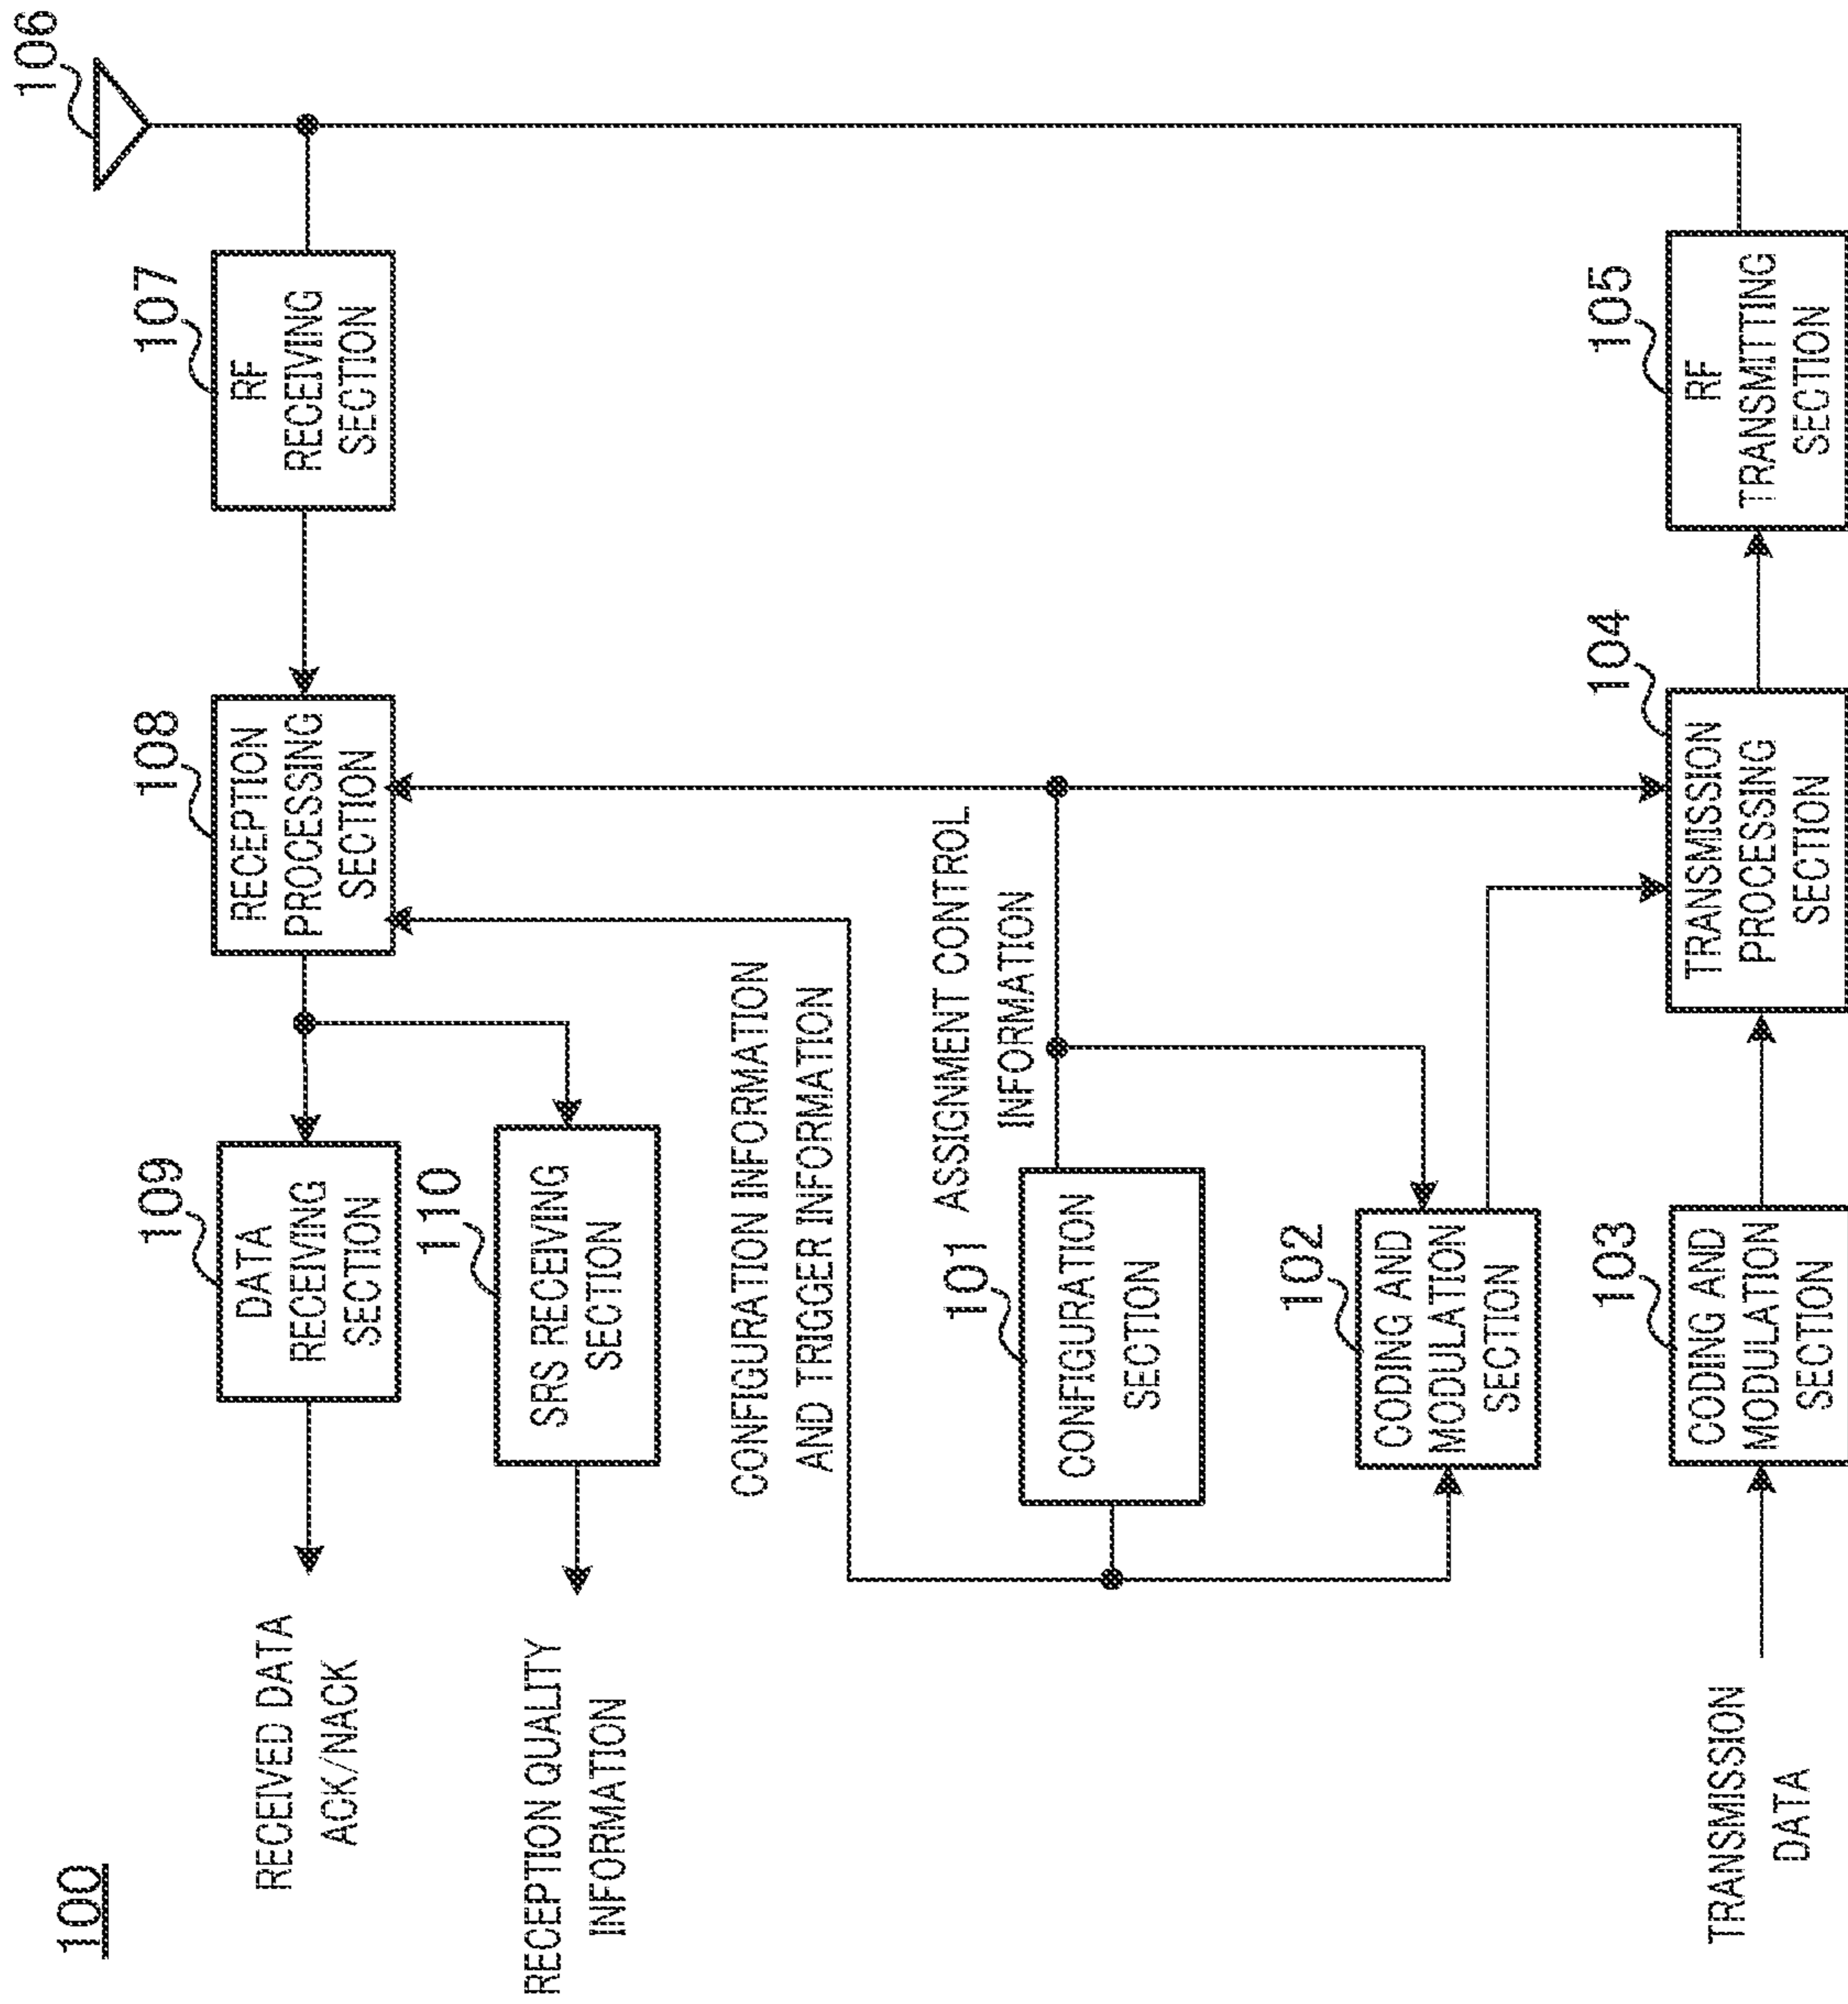 100
106
RECEIVED DATA
ACK/NACK
109
DATA
RECEIVING
SECTION
108
RECEPTION
PROCESSING
SECTION
107
RF
RECEIVING
SECTION
RECEPTION QUALITY
INFORMATION
110
SRS RECEIVING
SECTION
CONFIGURATION INFORMATION
AND TRIGGER INFORMATION
101
CONFIGURATION
SECTION
ASSIGNMENT CONTROL
INFORMATION
102
CODING AND
MODULATION
SECTION
TRANSMISSION
DATA
103
CODING AND
MODULATION
SECTION
104
TRANSMISSION
PROCESSING
SECTION
105
RF
TRANSMITTING
SECTION